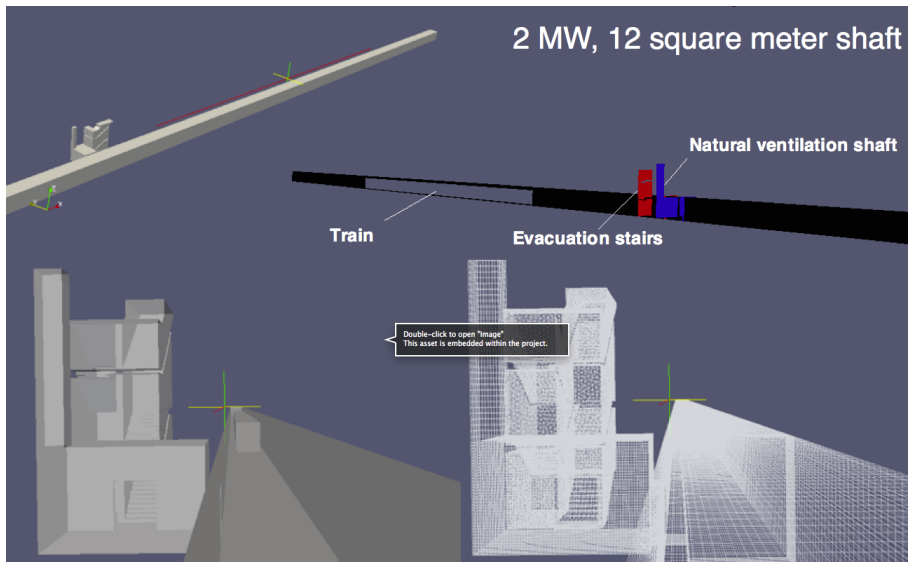 2 MW, 12 square meter shaft
Natural ventilation shaft
Train
Evacuation stairs
Double-click to open "Image"
This asset is embedded within the project.